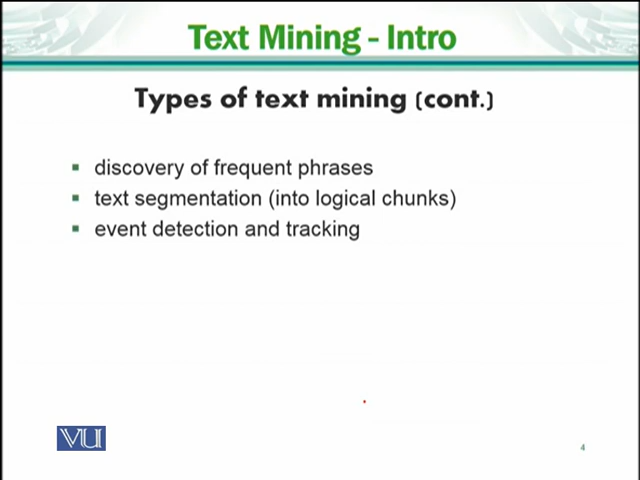 Text Mining - Intro
Types of text mining (cont.)
▪ discovery of frequent phrases
▪ text segmentation (into logical chunks)
▪ event detection and tracking
VU
4